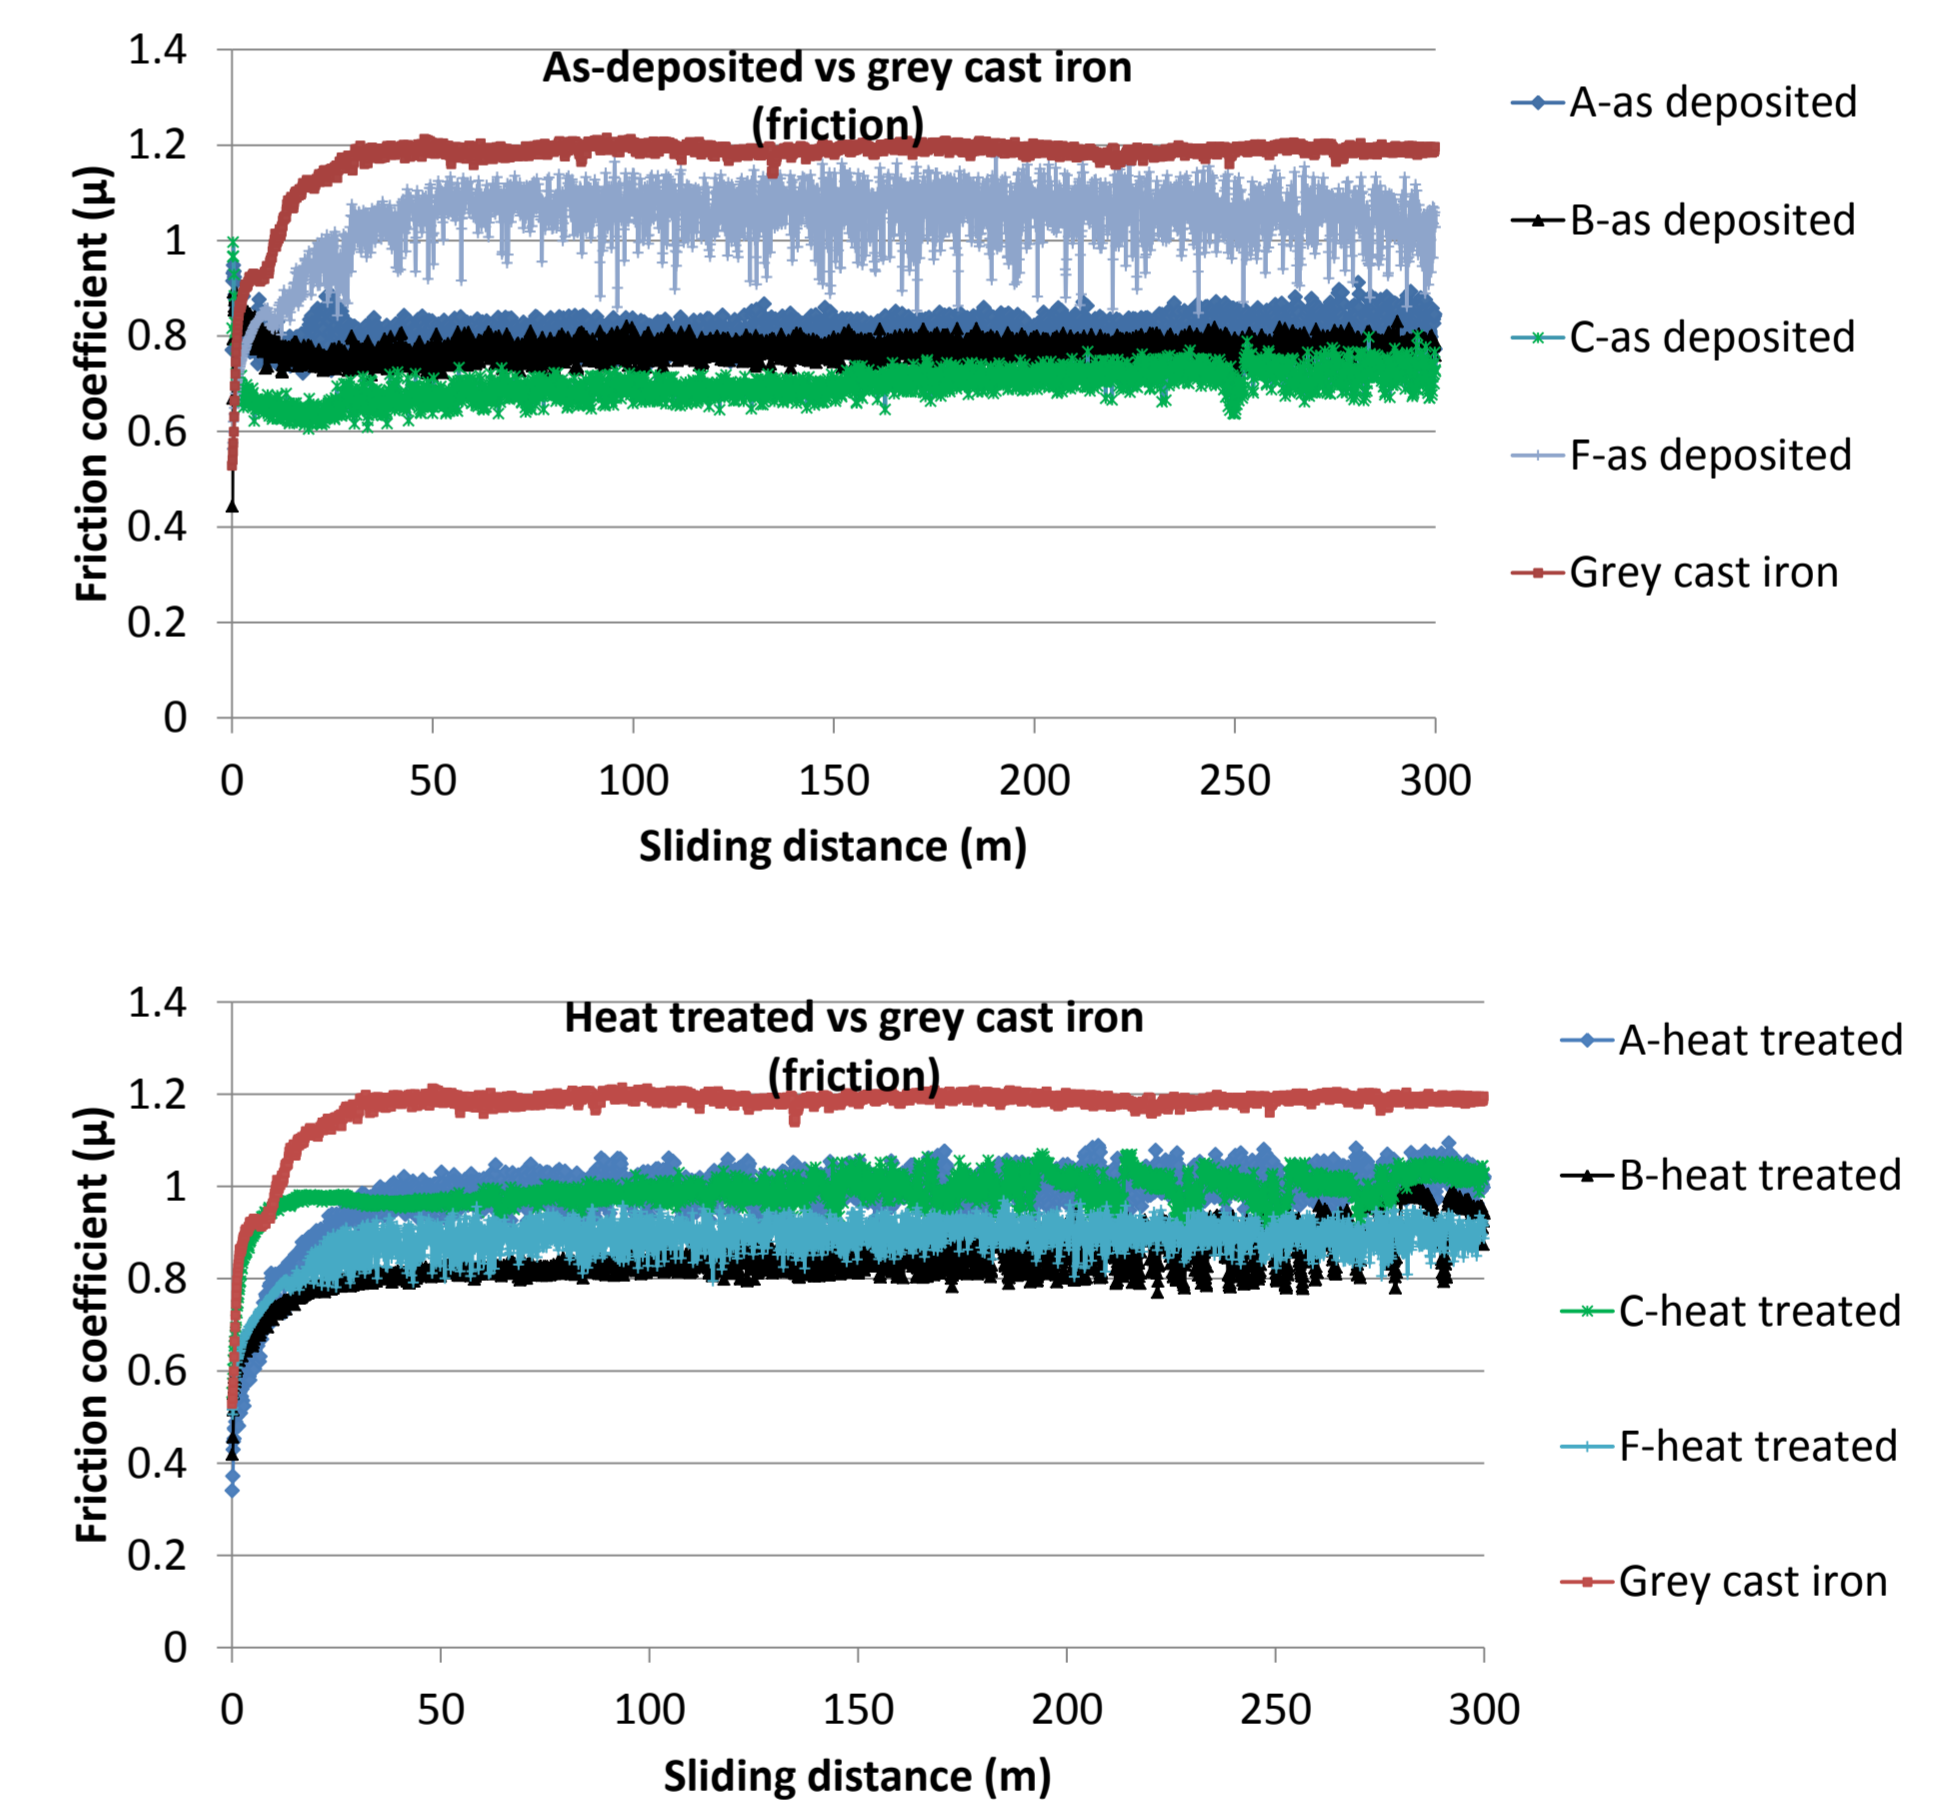 As-deposited vs grey cast iron
(friction)
Friction coefficient (µ)
1.4
1.2
1
0.8
0.6
0.4
0.2
0
0 50 100 150 200 250 300
Sliding distance (m)
A-as deposited
B-as deposited
C-as deposited
F-as deposited
Grey cast iron
Heat treated vs grey cast iron
(friction)
Friction coefficient (µ)
1.4
1.2
1
0.8
0.6
0.4
0.2
0
0 50 100 150 200 250 300
Sliding distance (m)
A-heat treated
B-heat treated
C-heat treated
F-heat treated
Grey cast iron